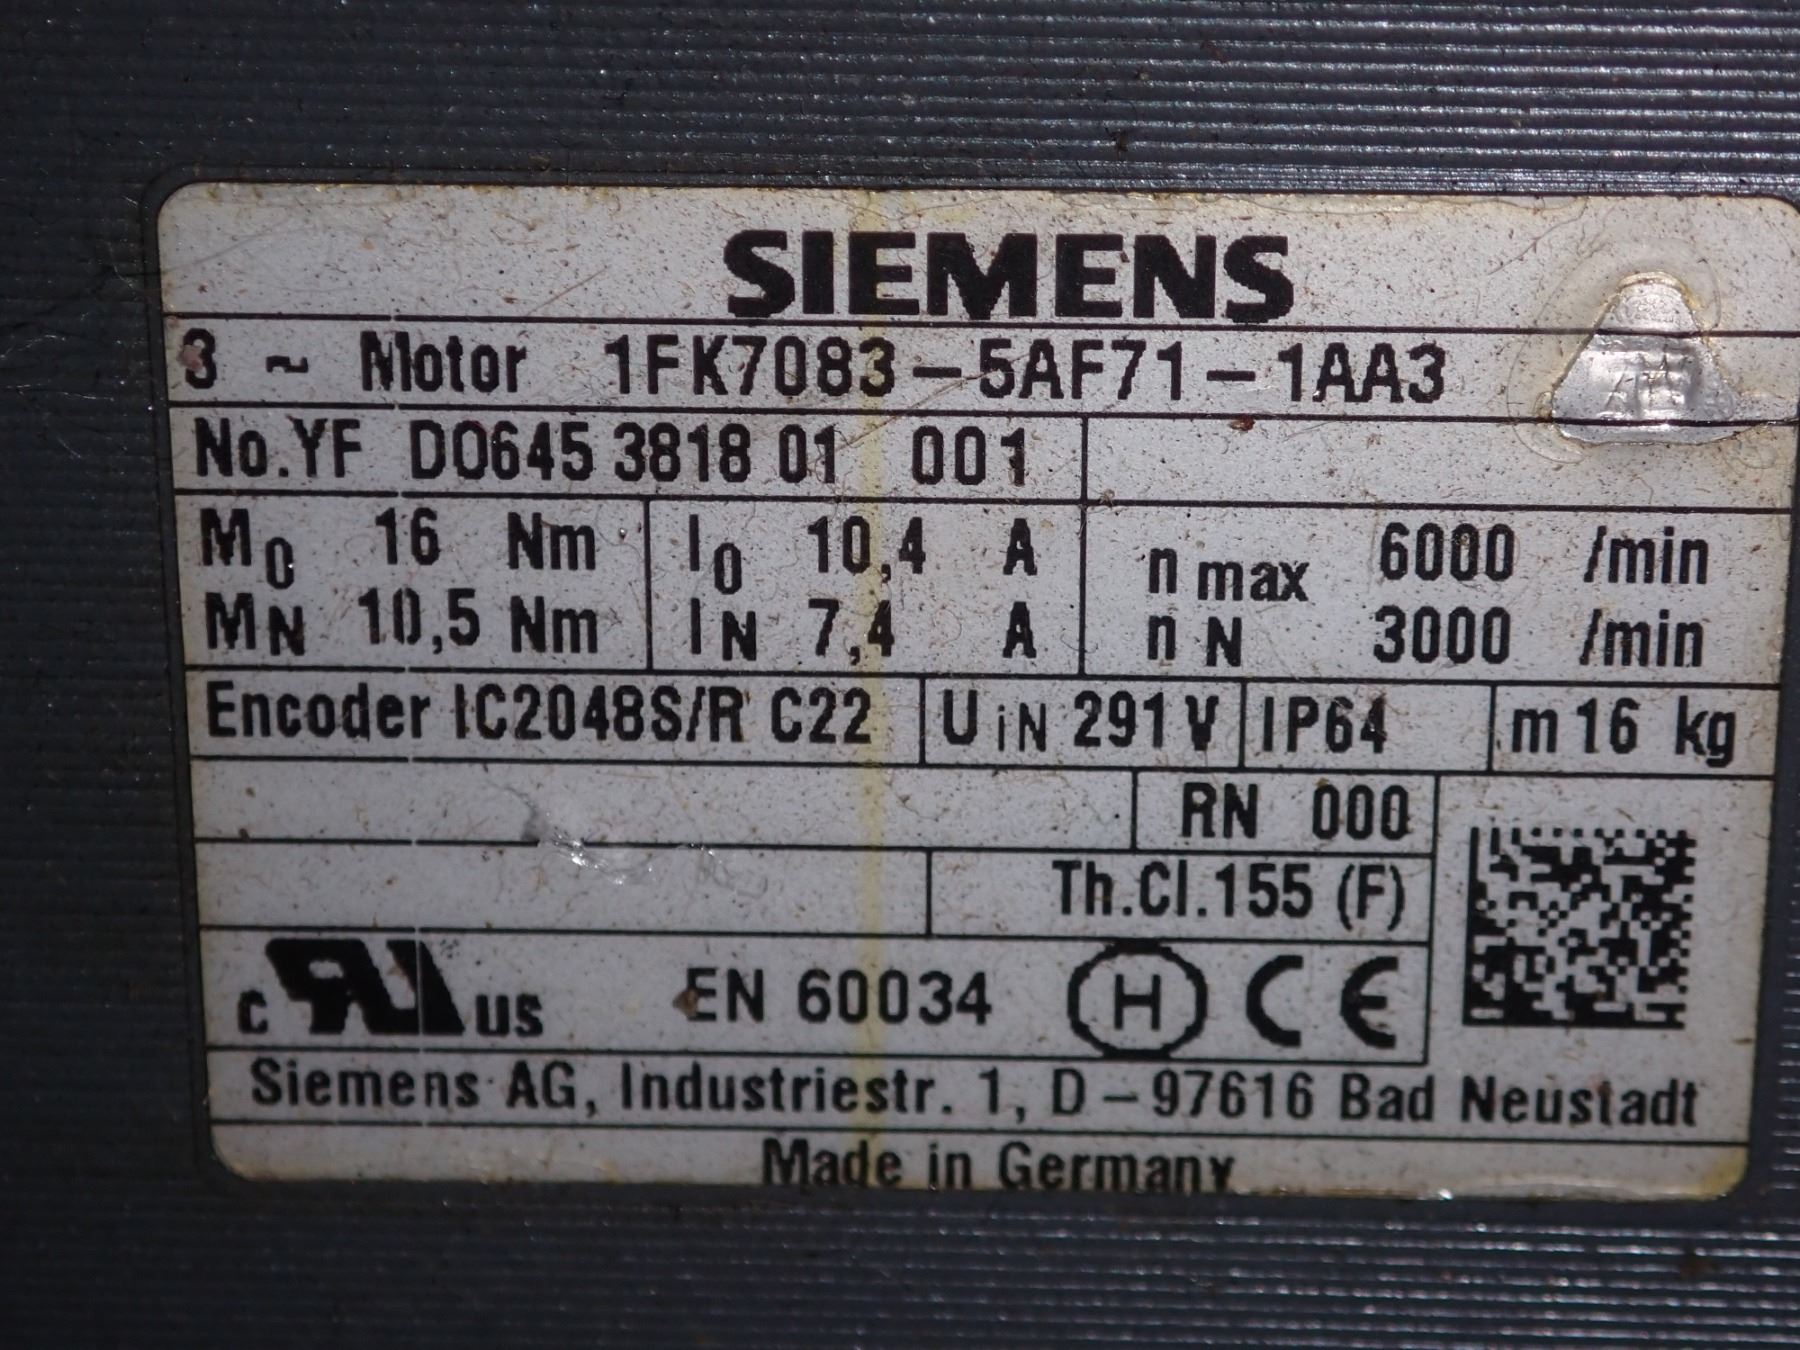 SIEMENS
3 ~ Motor 1FK7083-5AF71-1AA3
No.YF D0645 3818 01 001
M0 16 Nm I0 10,4 A n max 6000 /min
MN 10,5 Nm IN 7,4 A n N 3000 /min
Encoder IC2048S/R C22 UiN 291 V IP64 m 16 kg
RN 000
Th.Cl.155 (F)
c RU us EN 60034 H CE
Siemens AG, Industriestr. 1, D-97616 Bad Neustadt
Made in Germany